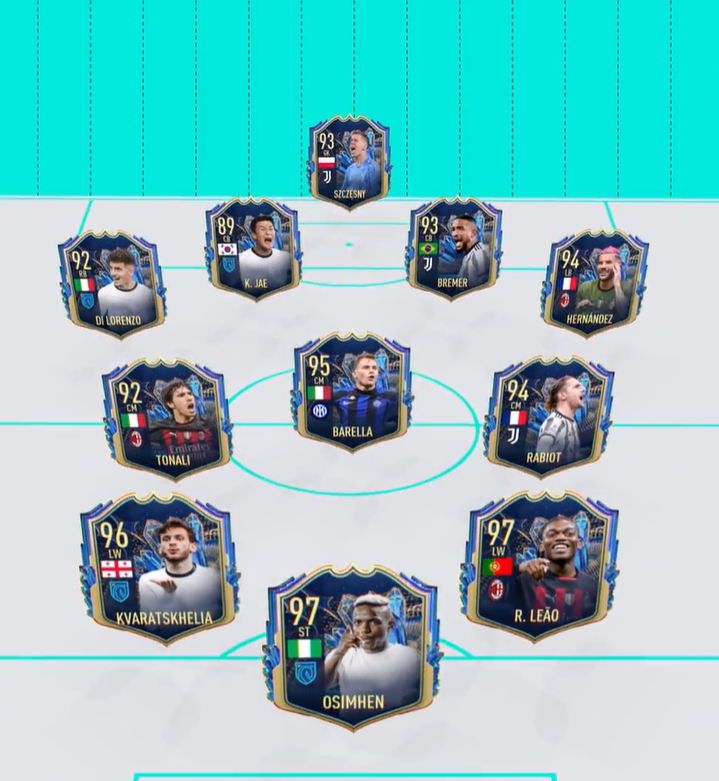 93
GK
SZCZĘSNY
89
CB
K. JAE
93
CB
BREMER
92
RB
DI LORENZO
94
LB
HERNÁNDEZ
95
CM
BARELLA
92
CM
TONALI
Emirates
94
CM
RABIOT
96
LW
KVARATSKHELIA
97
LW
R. LEÃO
97
ST
OSIMHEN